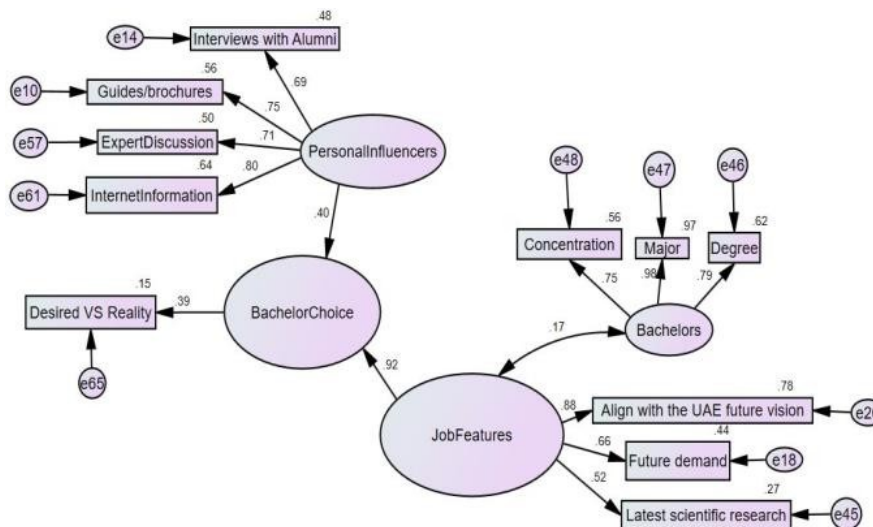 .48
e14
Interviews with Alumni
.56
.69
e10
Guides/brochures
.75
.50
e57
ExpertDiscussion
.71
PersonalInfluencers
.64
.80
e61
InternetInformation
.40
e48
e47
e46
.56
.97
.62
Concentration
Major
Degree
.75
.98
.79
.15
.39
Desired VS Reality
BachelorChoice
.17
Bachelors
e65
.92
.78
.88
Align with the UAE future vision
JobFeatures
.44
.66
Future demand
e18
.52
.27
Latest scientific research
e45